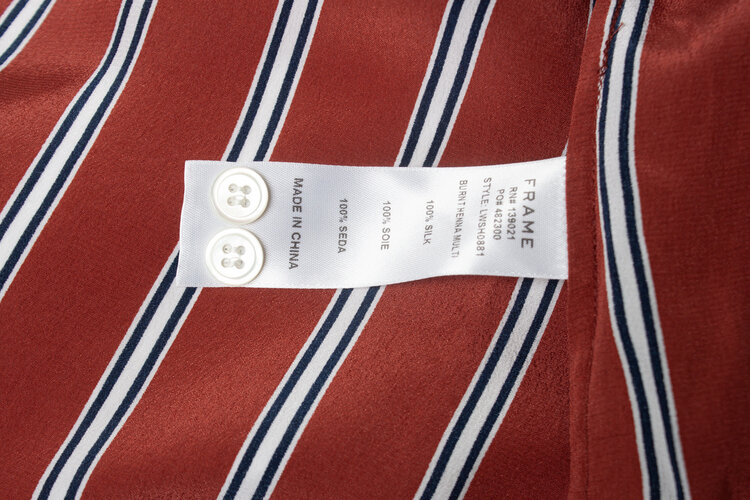 FRAME
RN# 139021
PO# 482300
STYLE: LWSH0881
BURNT HENNA MULTI
100% SILK
100% SOIE
100% SEDA
MADE IN CHINA